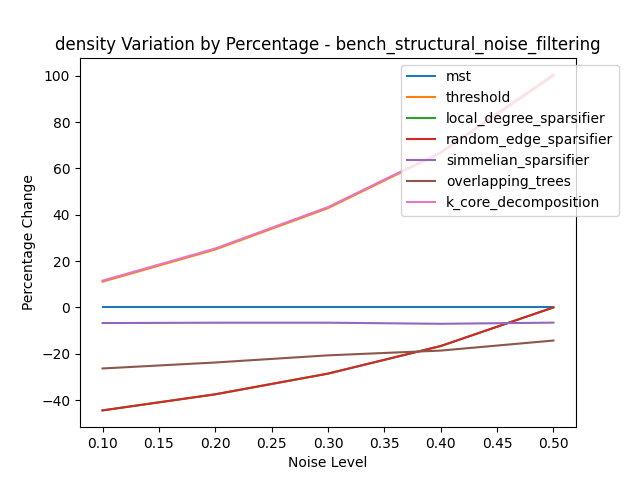 density Variation by Percentage - bench_structural_noise_filtering
100
80
60
40
20
0
−20
−40
Percentage Change
mst
threshold
local_degree_sparsifier
random_edge_sparsifier
simmelian_sparsifier
overlapping_trees
k_core_decomposition
0.10 0.15 0.20 0.25 0.30 0.35 0.40 0.45 0.50
Noise Level